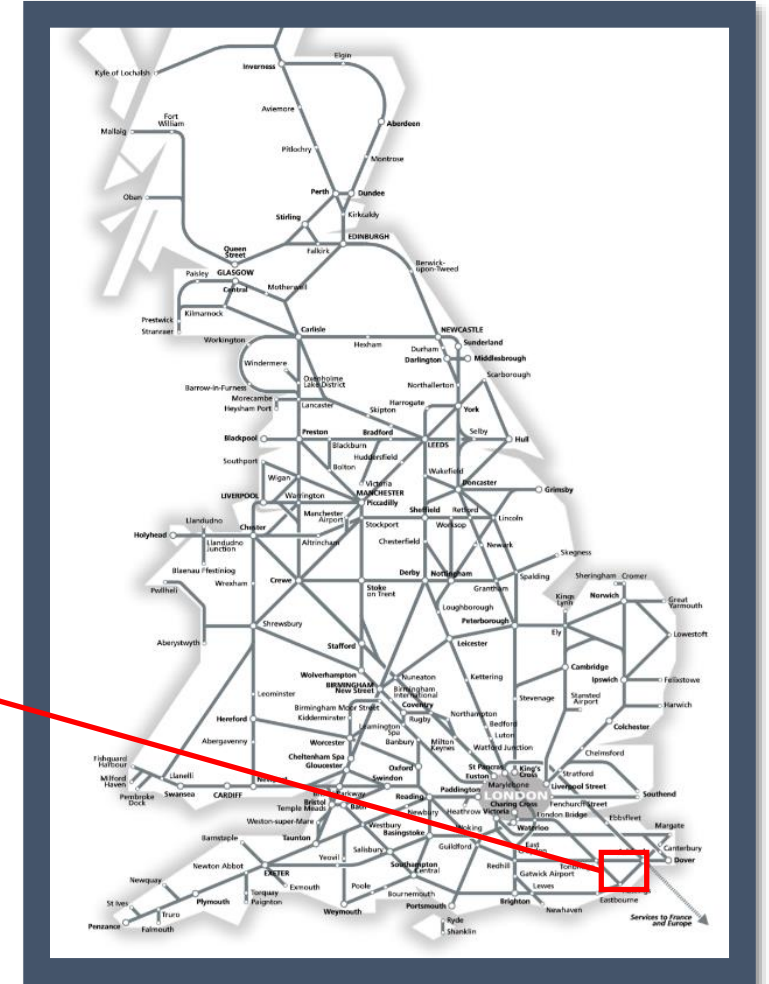 Elgin
Inverness
Kyle of Lochalsh
Aviemore
Fort
William
Aberdeen
Mallaig
Pitlochry
Montrose
Perth
Dundee
Oban
Stirling
Kirkcaldy
EDINBURGH
Queen
Street
Falkirk
Berwick-
upon-Tweed
Paisley
GLASGOW
Central
Motherwell
Prestwick
Kilmarnock
Stranraer
Carlisle
NEWCASTLE
Workington
Hexham
Sunderland
Durham
Darlington
Middlesbrough
Windermere
Scarborough
Oxenholme
Lake District
Barrow-in-Furness
Northallerton
Morecambe
Heysham Port
Lancaster
Harrogate
York
Skipton
Preston
Bradford
Selby
Blackpool
LEEDS
Hull
Blackburn
Huddersfield
Southport
Bolton
Wakefield
Wigan
Victoria
Doncaster
MANCHESTER
Piccadilly
LIVERPOOL
Warrington
Grimsby
Manchester
Airport
Sheffield
Retford
Llandudno
Chester
Stockport
Worksop
Lincoln
Holyhead
Llandudno
Junction
Altrincham
Chesterfield
Newark
Skegness
Blaenau Ffestiniog
Wrexham
Crewe
Derby
Nottingham
Spalding
Sheringham
Cromer
Pwllheli
Stoke
on Trent
Grantham
Kings
Lynn
Norwich
Great
Yarmouth
Loughborough
Peterborough
Shrewsbury
Ely
Lowestoft
Aberystwyth
Stafford
Leicester
Wolverhampton
Nuneaton
Kettering
Cambridge
BIRMINGHAM
New Street
Birmingham
International
Ipswich
Felixstowe
Leominster
Birmingham Moor Street
Coventry
Stevenage
Stansted
Airport
Harwich
Kidderminster
Rugby
Northampton
Hereford
Leamington
Spa
Bedford
Colchester
Worcester
Banbury
Milton
Keynes
Luton
Abergavenny
Watford Junction
Chelmsford
Cheltenham Spa
Gloucester
Oxford
St Pancras
King's
Cross
Fishguard
Harbour
Euston
Stratford
Llanelli
Newport
Swindon
Marylebone
Liverpool Street
Milford
Haven
Paddington
LONDON
Pembroke
Dock
Swansea
CARDIFF
Parkway
Reading
Southend
Bristol
Temple Meads
Bath
Newbury
Heathrow
Charing Cross
Victoria
Fenchurch Street
London Bridge
Ebbsfleet
Weston-super-Mare
Westbury
Basingstoke
Woking
Waterloo
Margate
Barnstaple
Taunton
Salisbury
Guildford
East
Canterbury
Newton Abbot
Yeovil
Southampton
Central
Redhill
Gatwick Airport
Dover
Newquay
EXETER
Exmouth
Poole
Bournemouth
Lewes
St Ives
Plymouth
Torquay
Paignton
Weymouth
Portsmouth
Brighton
Eastbourne
Newhaven
Truro
Penzance
Falmouth
Ryde
Shanklin
Services to France
and Europe